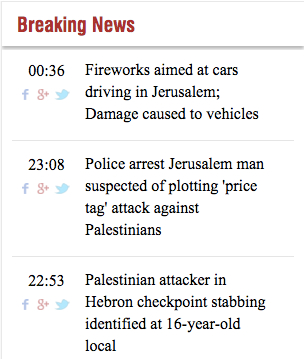 Breaking News
00:36 Fireworks aimed at cars
driving in Jerusalem;
Damage caused to vehicles
23:08 Police arrest Jerusalem man
suspected of plotting 'price
tag' attack against
Palestinians
22:53 Palestinian attacker in
Hebron checkpoint stabbing
identified at 16-year-old
local